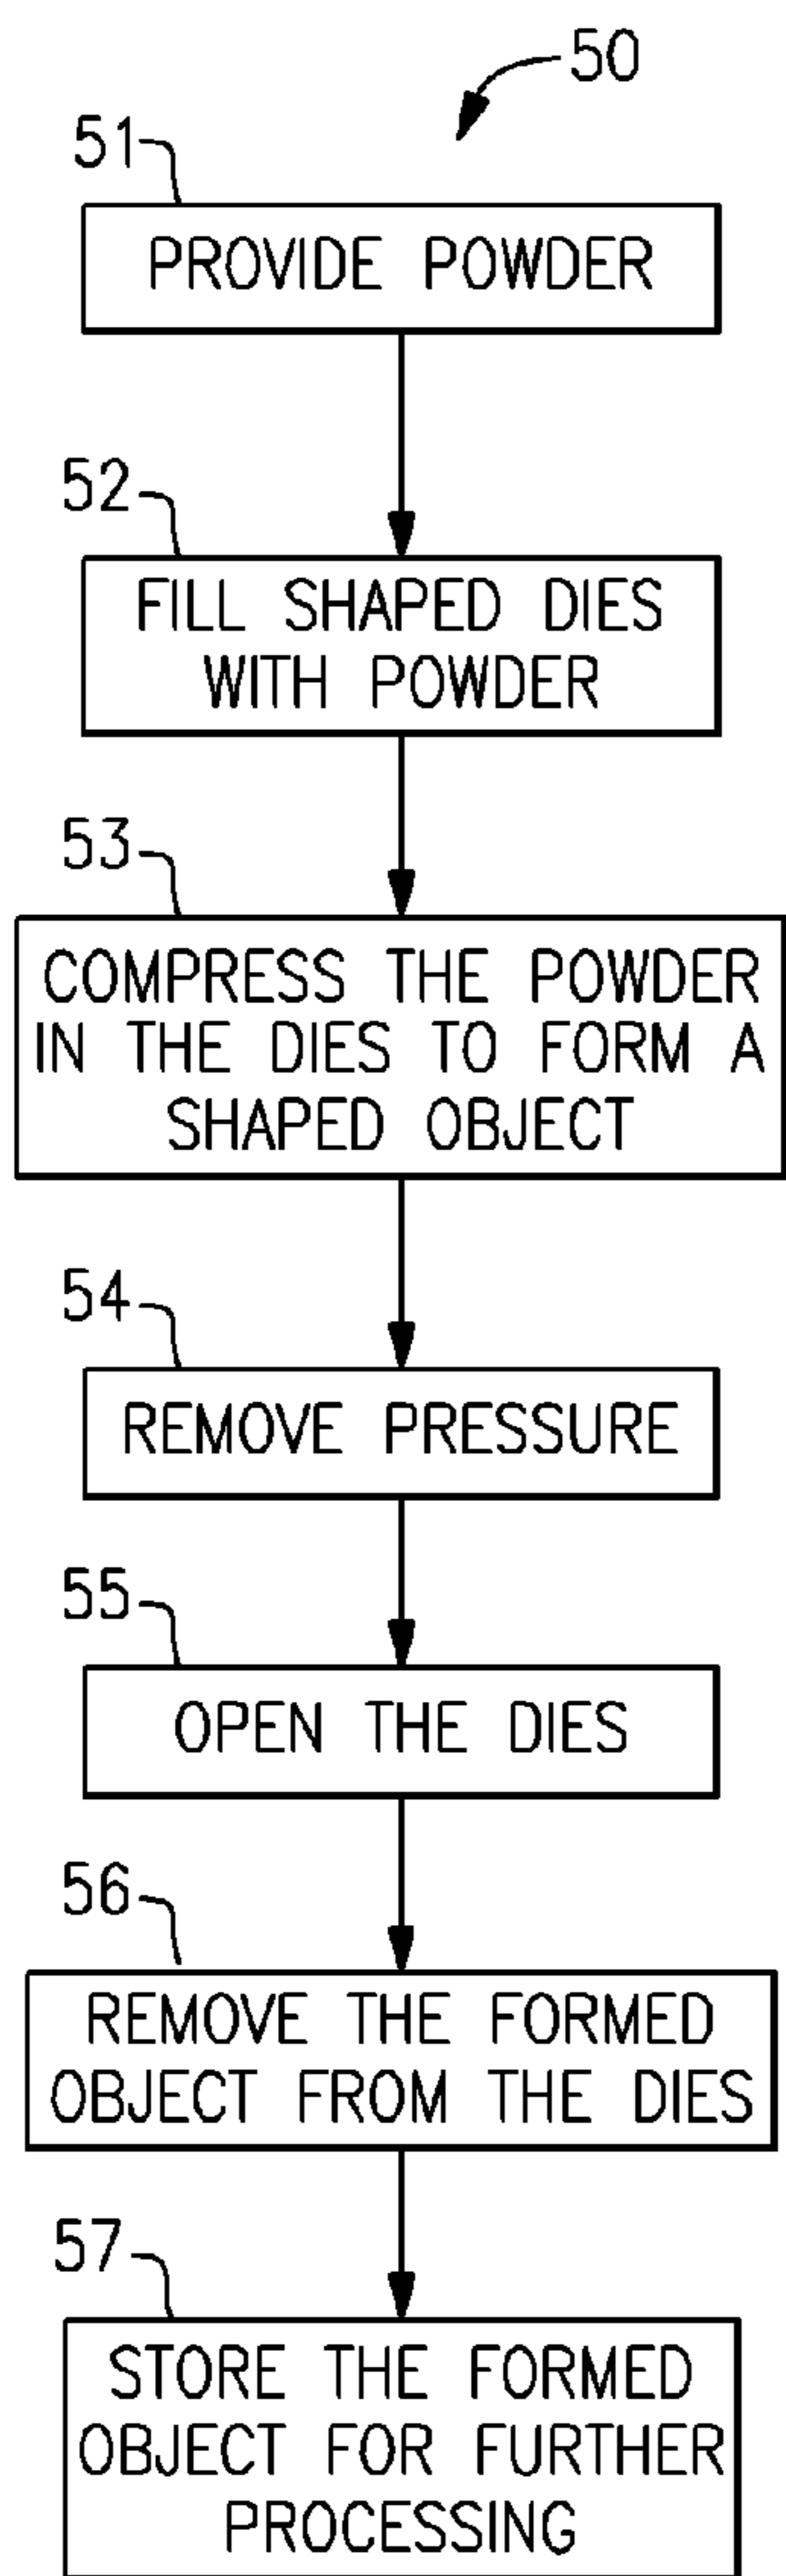 50
51
PROVIDE POWDER
52
FILL SHAPED DIES
WITH POWDER
53
COMPRESS THE POWDER
IN THE DIES TO FORM A
SHAPED OBJECT
54
REMOVE PRESSURE
55
OPEN THE DIES
56
REMOVE THE FORMED
OBJECT FROM THE DIES
57
STORE THE FORMED
OBJECT FOR FURTHER
PROCESSING